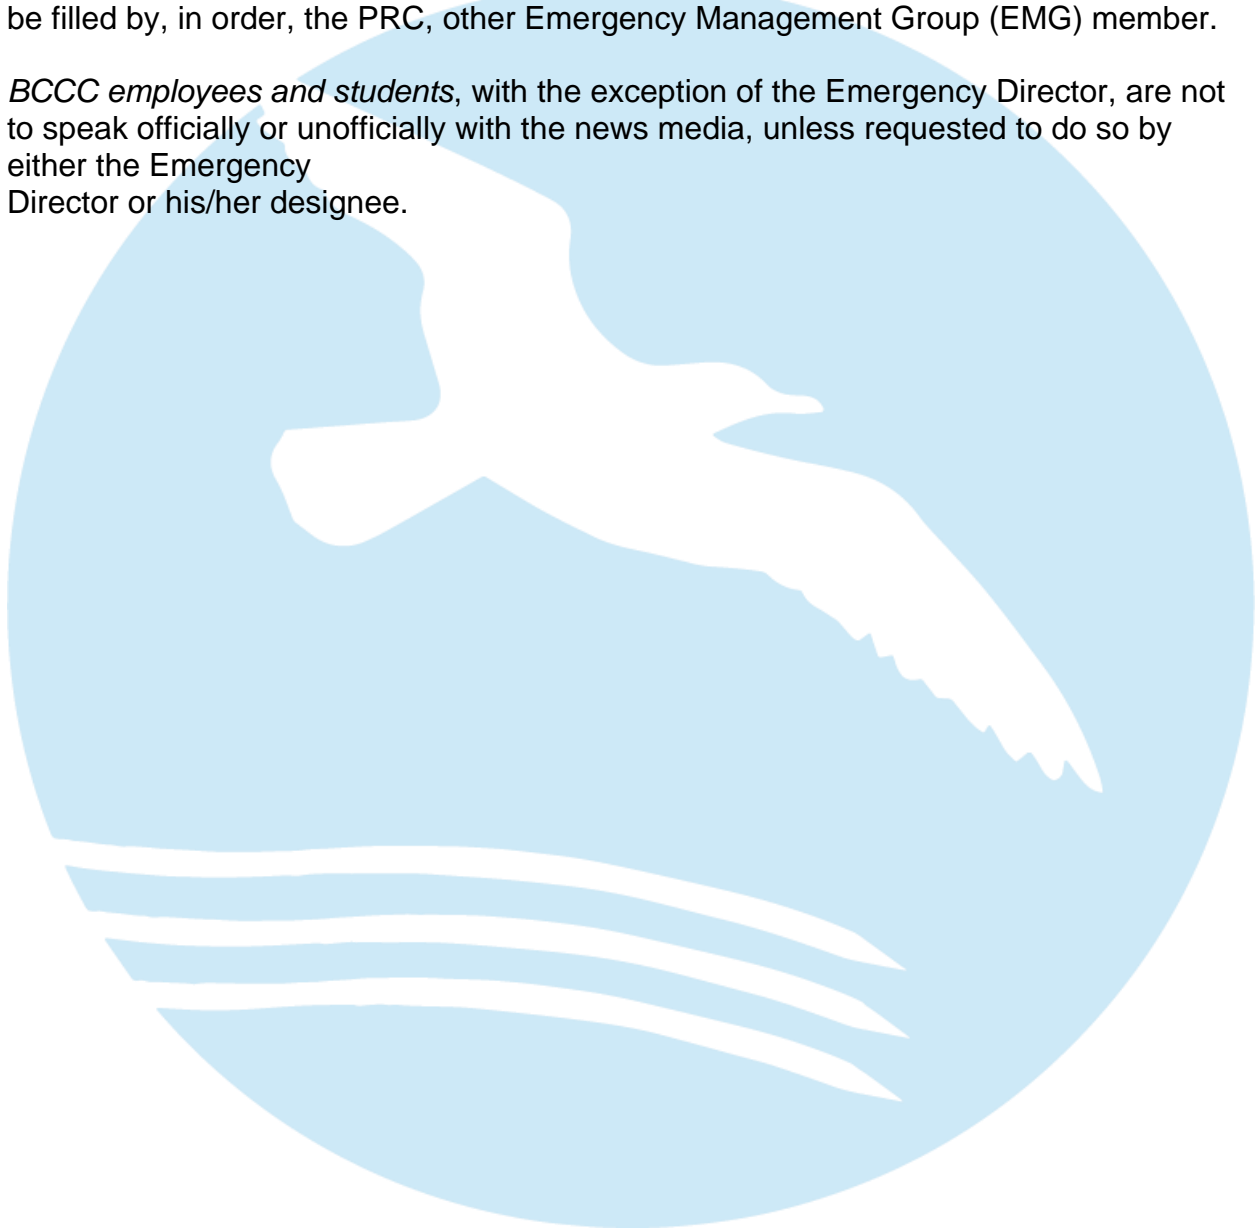 be filled by, in order, the PRC, other Emergency Management Group (EMG) member.
BCCC employees and students, with the exception of the Emergency Director, are not
to speak officially or unofficially with the news media, unless requested to do so by
either the Emergency
Director or his/her designee.